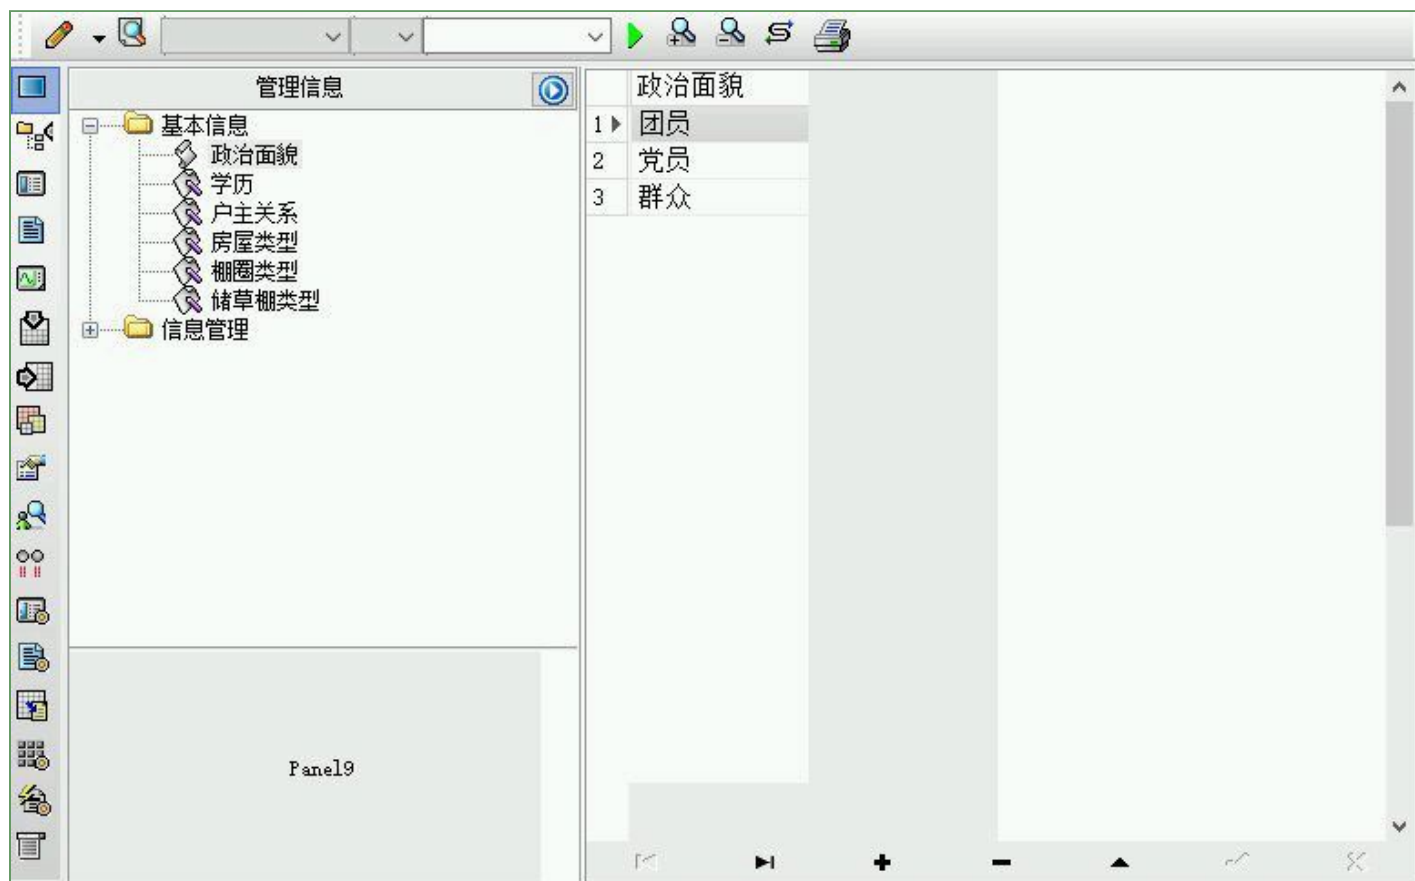 管理信息
基本信息
政治面貌
学历
户主关系
房屋类型
棚圈类型
储草棚类型
信息管理
Panel9
政治面貌
1 团员
2 党员
3 群众